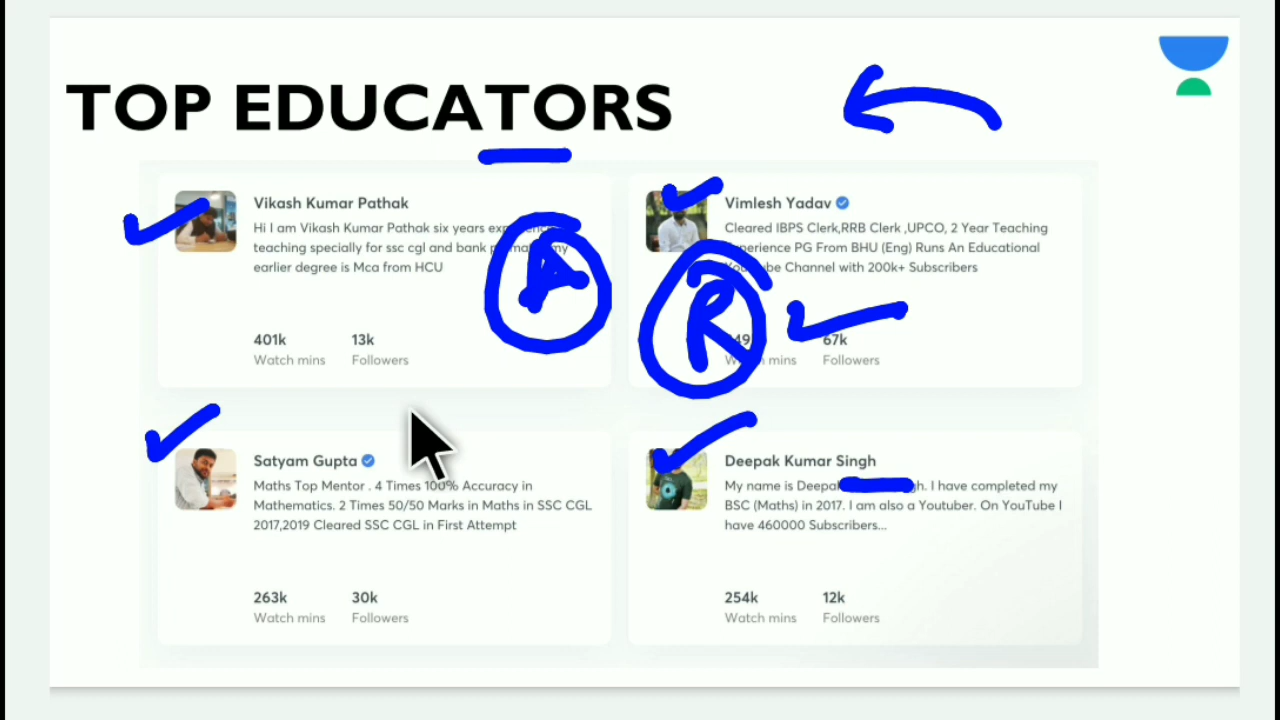 TOP EDUCATORS
Vikash Kumar Pathak
Hi I am Vikash Kumar Pathak six years
teaching specially for ssc cgl and bank my
earlier degree is Mca from HCU
401k 13k
Watch mins Followers
A
Vimlesh Yadav
Cleared IBPS Clerk,RRB Clerk ,UPCO, 2 Year Teaching
Experience PG From BHU (Eng) Runs An Educational
YouTube Channel with 200k+ Subscribers
67k
Watch mins Followers
R
Satyam Gupta
Maths Top Mentor . 4 Times 100% Accuracy in
Mathematics. 2 Times 50/50 Marks in Maths in SSC CGL
2017,2019 Cleared SSC CGL in First Attempt
263k 30k
Watch mins Followers
Deepak Kumar Singh
My name is Deepak. I have completed my
BSC (Maths) in 2017. I am also a Youtuber. On YouTube I
have 460000 Subscribers...
254k 12k
Watch mins Followers